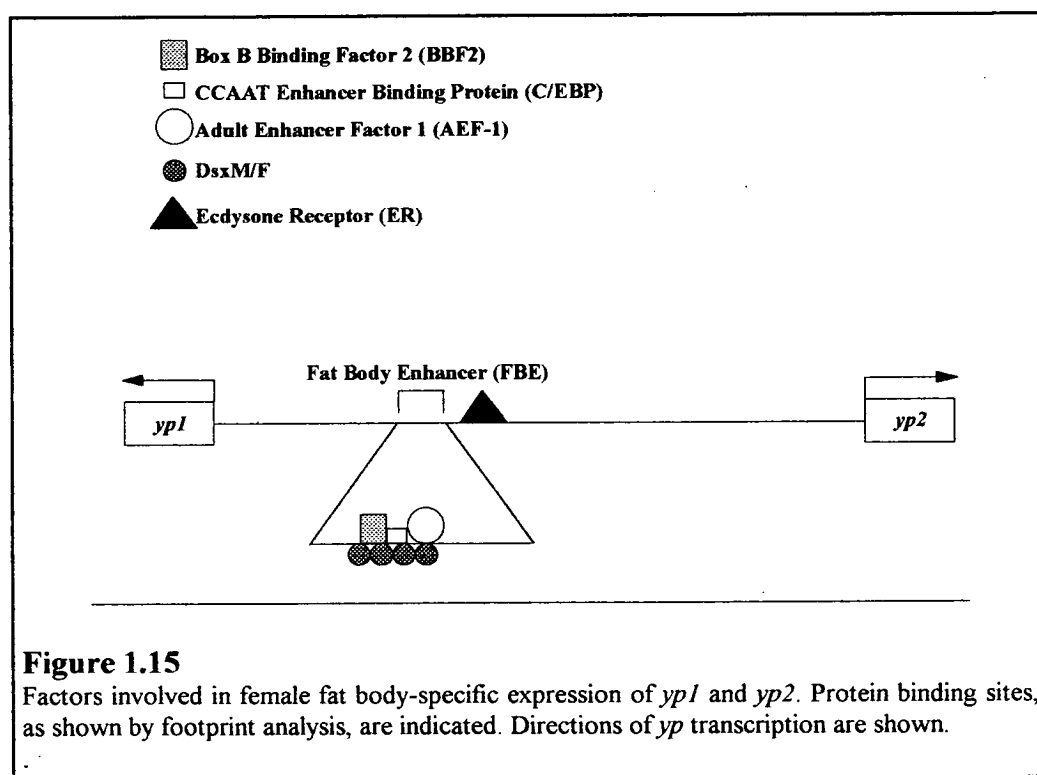 Box B Binding Factor 2 (BBF2)
CCAAT Enhancer Binding Protein (C/EBP)
Adult Enhancer Factor 1 (AEF-1)
DsxM/F
Ecdysone Receptor (ER)
Fat Body Enhancer (FBE)
yp1
yp2
Figure 1.15
Factors involved in female fat body-specific expression of yp1 and yp2. Protein binding sites,
as shown by footprint analysis, are indicated. Directions of yp transcription are shown.